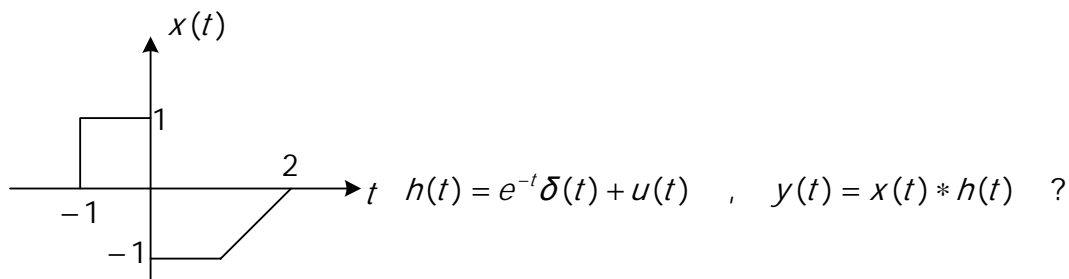 x(t)
1
2
t h(t) = e^{-t}δ(t) + u(t) , y(t) = x(t) * h(t) ?
−1
−1